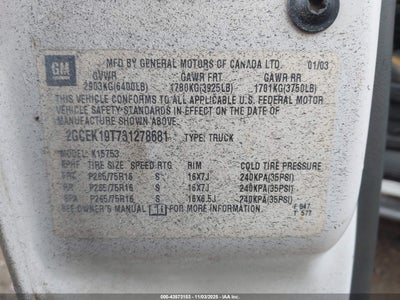 GM
MFD BY GENERAL MOTORS OF CANADA LTD. 01/03
GVWR GAWR FRT GAWR RR
2903KG(6400LB) 1780KG(3925LB) 1701KG(3750LB)
THIS VEHICLE CONFORMS TO ALL APPLICABLE U.S. FEDERAL MOTOR
VEHICLE SAFETY STANDARDS IN EFFECT ON THE DATE OF
MANUFACTURE SHOWN ABOVE.
2GCEK19T731278681 TYPE: TRUCK
MODEL: K15753
TIRE SIZE SPEED RTG RIM COLD TIRE PRESSURE
FRT P265/75R16 S 16X7J 240KPA(35PSI)
RR P265/75R16 S 16X7J 240KPA(35PSI)
SPA P265/75R16 S 16X6.5J 240KPA(35PSI)
SEE OWNER'S MANUAL FOR MORE INFORMATION.
OO-43573153 - 11/03/2025 - IAAUS